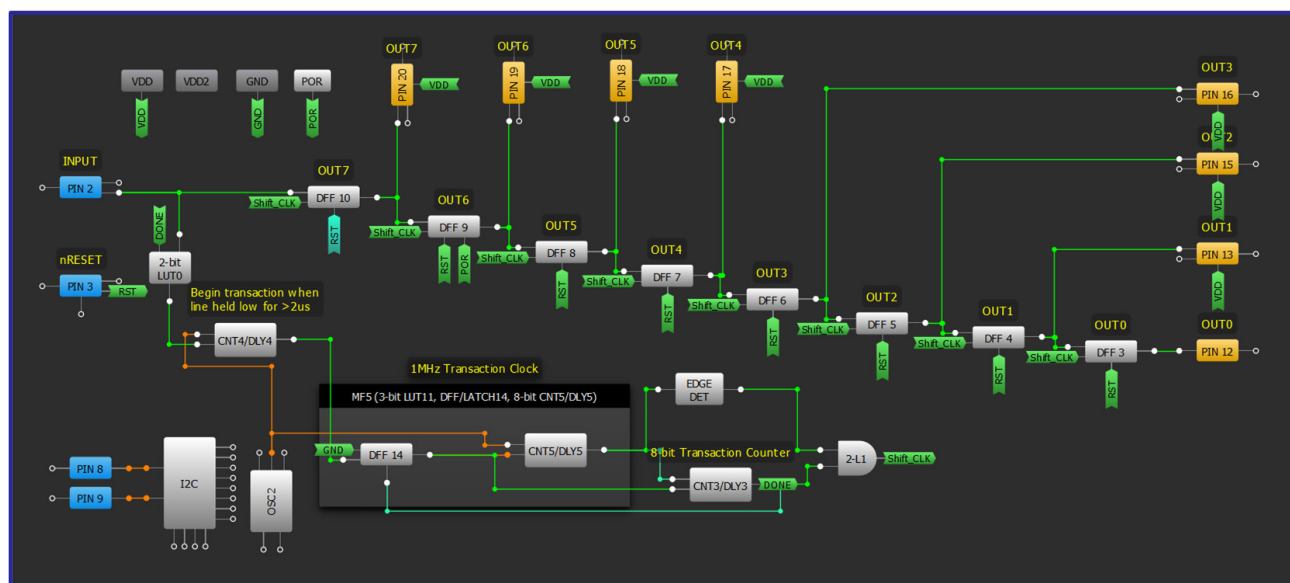 OUT7
OUT6
OUT5
OUT4
OUT3
PIN 20
PIN 19
PIN 18
PIN 17
PIN 16
VDD
VDD
VDD
VDD
VDD
VDD2
GND
POR
VDD
GND
POR
VDD
OUT2
PIN 15
VDD
INPUT
PIN 2
OUT7
DFF 10
Shift_CLK
RST
OUT6
DFF 9
Shift_CLK
RST
POR
OUT5
DFF 8
Shift_CLK
RST
OUT4
DFF 7
Shift_CLK
RST
OUT3
DFF 6
Shift_CLK
RST
OUT2
DFF 5
Shift_CLK
RST
OUT1
DFF 4
Shift_CLK
RST
OUT0
DFF 3
Shift_CLK
RST
OUT1
PIN 13
VDD
OUT0
PIN 12
DONE
2-bit
LUT0
nRESET
PIN 3
RST
Begin transaction when
line held low for >2us
CNT4/DLY4
1MHz Transaction Clock
MF5 (3-bit LUT11, DFF/LATCH14, 8-bit CNT5/DLY5)
GND
DFF 14
CNT5/DLY5
EDGE
DET
8-bit Transaction Counter
CNT3/DLY3
DONE
2-L1
Shift_CLK
PIN 8
PIN 9
I2C
OSC2